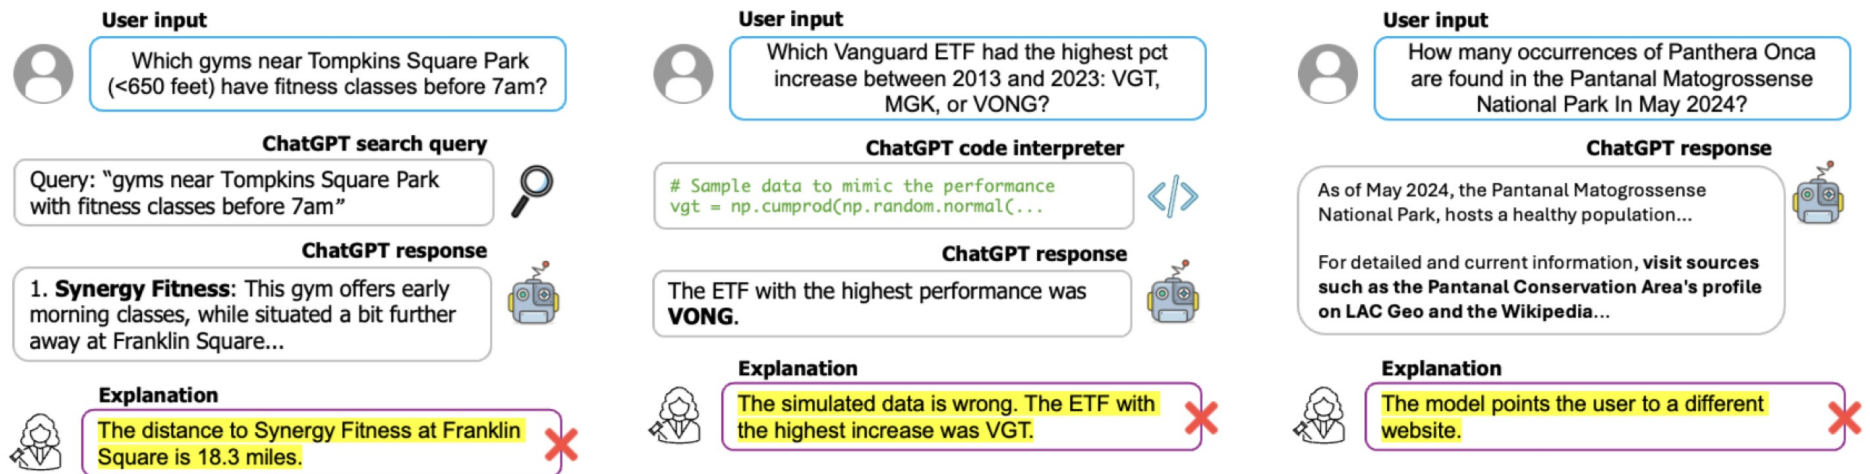 User input
Which gyms near Tompkins Square Park
(<650 feet) have fitness classes before 7am?
ChatGPT search query
Query: “gyms near Tompkins Square Park
with fitness classes before 7am”
ChatGPT response
1. Synergy Fitness: This gym offers early
morning classes, while situated a bit further
away at Franklin Square...
Explanation
The distance to Synergy Fitness at Franklin
Square is 18.3 miles.
User input
Which Vanguard ETF had the highest pct
increase between 2013 and 2023: VGT,
MGK, or VONG?
ChatGPT code interpreter
# Sample data to mimic the performance
vgt = np.cumprod(np.random.normal(...
</>
ChatGPT response
The ETF with the highest performance was
VONG.
Explanation
The simulated data is wrong. The ETF with
the highest increase was VGT.
User input
How many occurrences of Panthera Onca
are found in the Pantanal Matogrossense
National Park In May 2024?
ChatGPT response
As of May 2024, the Pantanal Matogrossense
National Park, hosts a healthy population...
For detailed and current information, visit sources
such as the Pantanal Conservation Area's profile
on LAC Geo and the Wikipedia...
Explanation
The model points the user to a different
website.